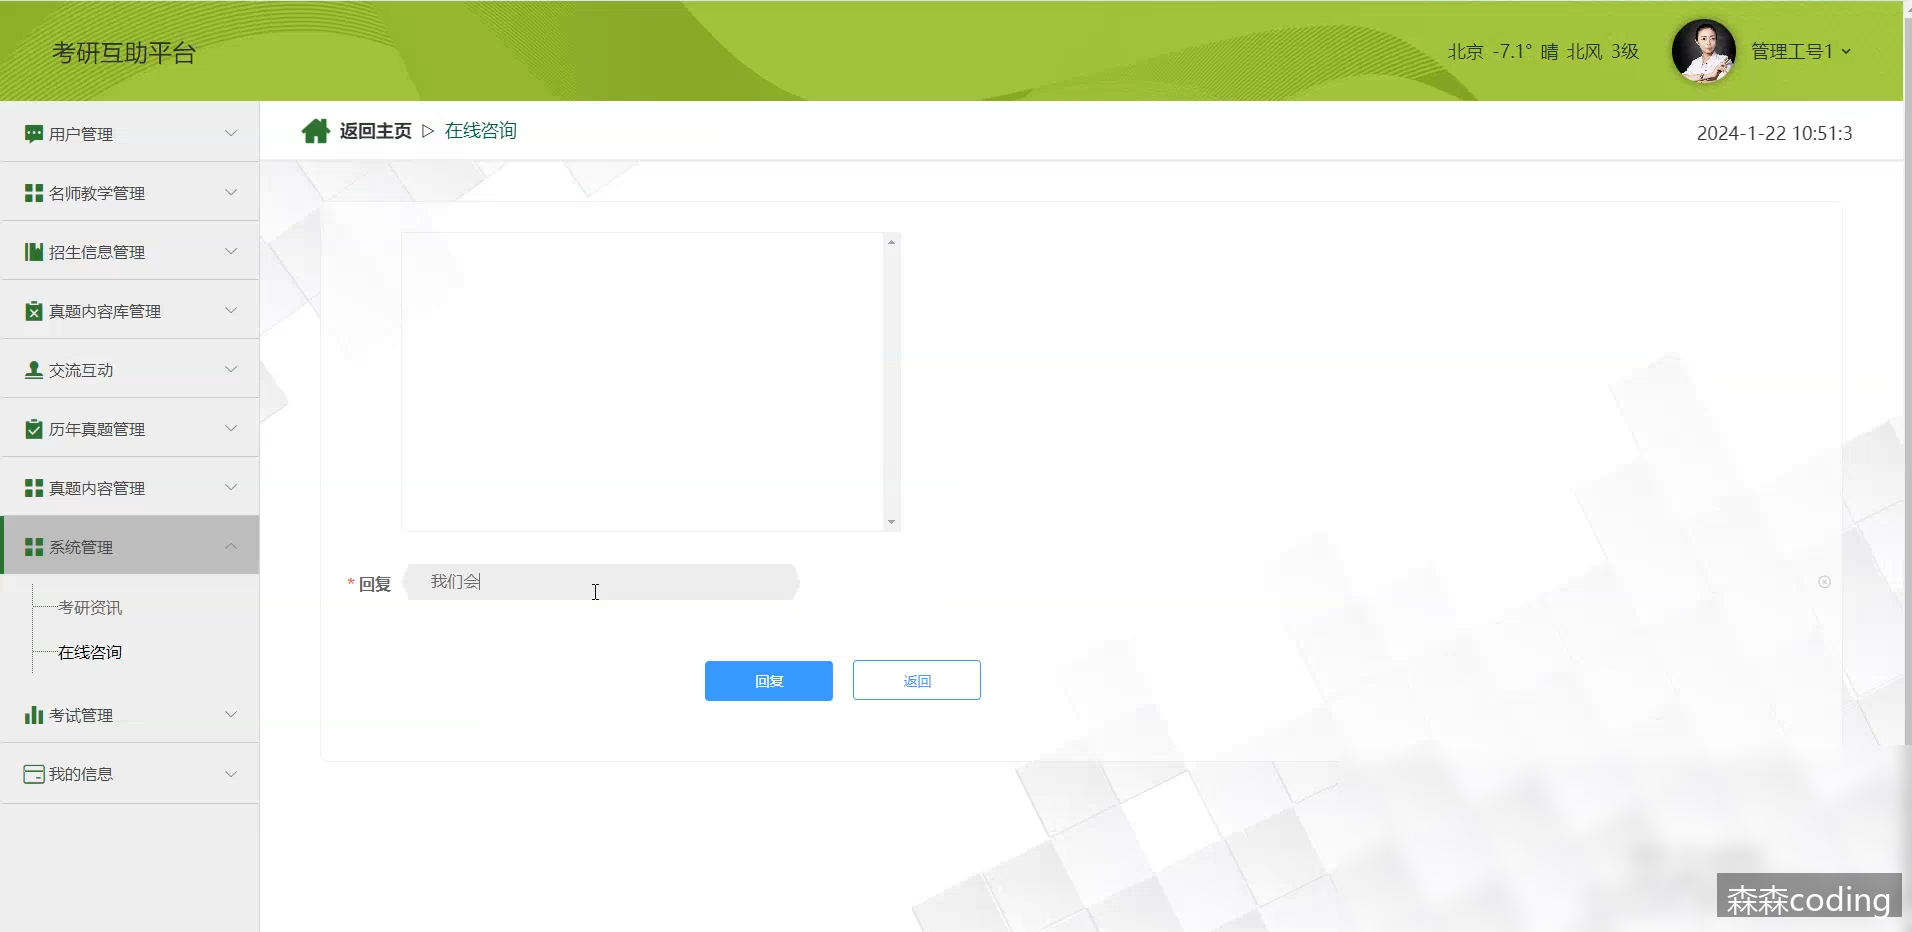 考研互助平台
北京 -7.1° 晴 北风 3级
管理工号1
用户管理
名师教学管理
招生信息管理
真题内容库管理
交流互动
历年真题管理
真题内容管理
系统管理
考研资讯
在线咨询
考试管理
我的信息
返回主页 ▷ 在线咨询
2024-1-22 10:51:3
* 回复
我们会
回复
返回
森森coding